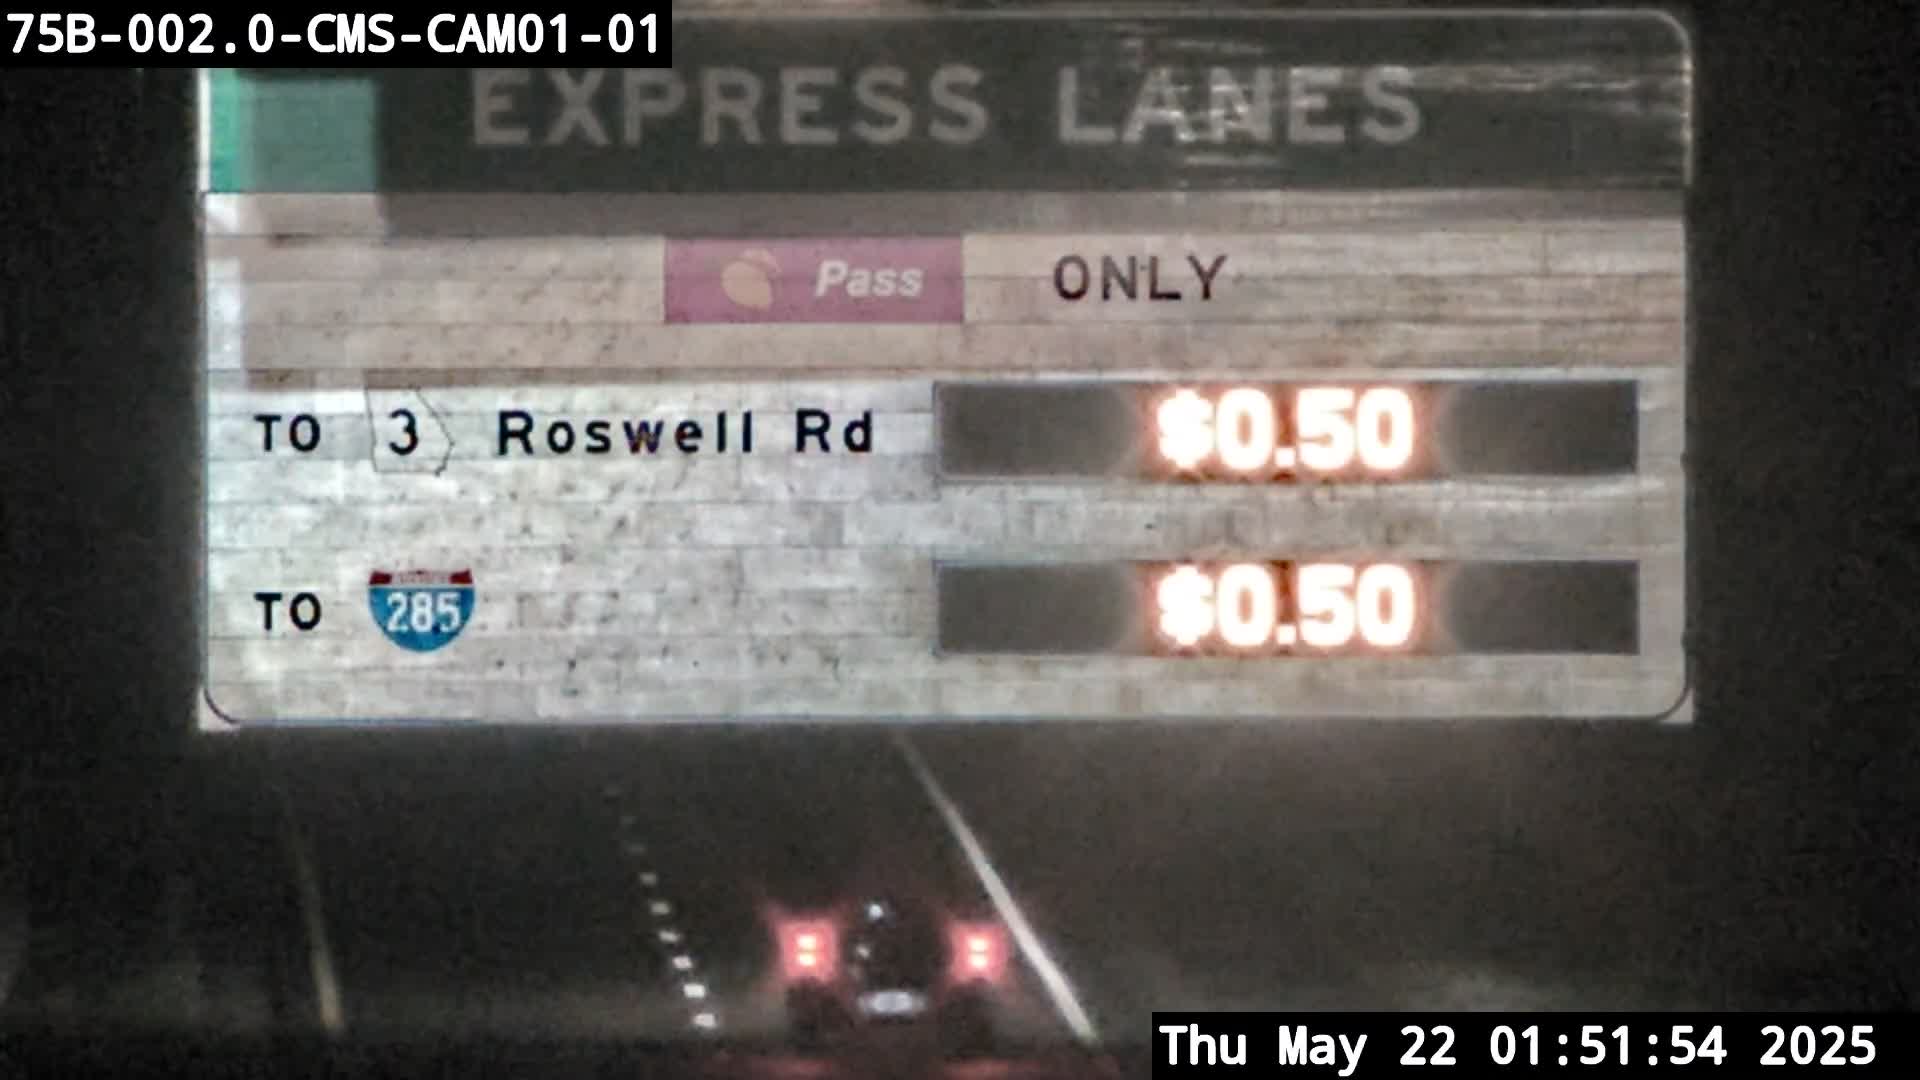 75B-002.0-CMS-CAM01-01
EXPRESS LANES
Pass ONLY
TO 3 Roswell Rd $0.50
TO 285 $0.50
Thu May 22 01:51:54 2025